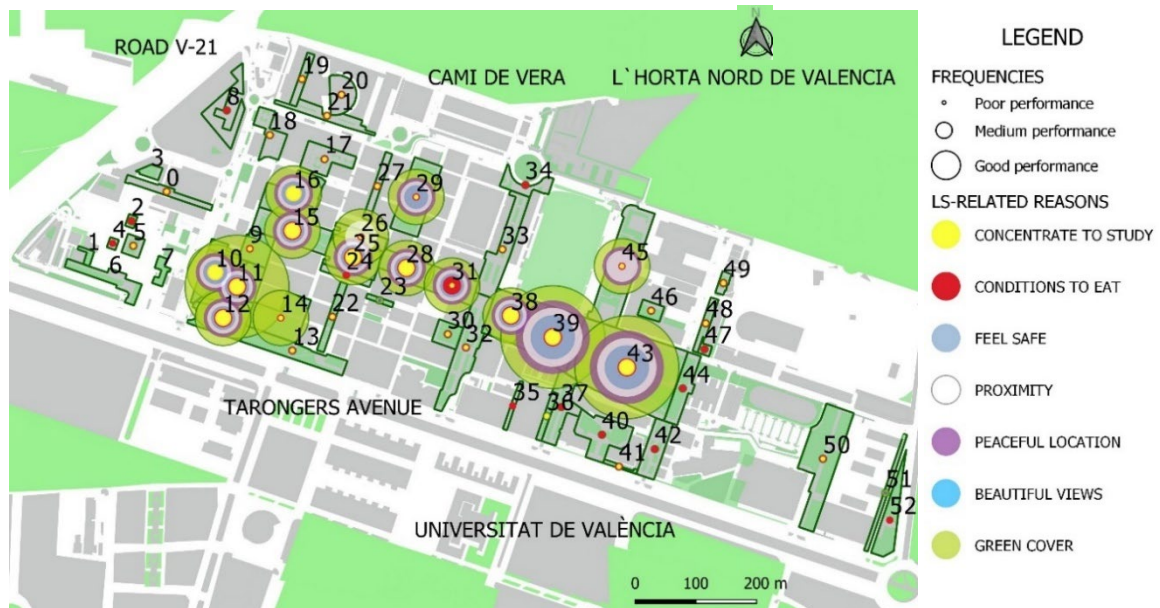 N
ROAD V-21
CAMI DE VERA
L`HORTA NORD DE VALENCIA
19
20
8
21
18
17
3
0
16
27
29
34
2
4
5
15
26
1
6
7
9
25
33
10
11
24
28
45
49
31
12
14
22
23
38
46
48
30
39
47
13
32
43
44
TARONGERS AVENUE
35
36
37
40
41
42
50
51
52
UNIVERSITAT DE VALÈNCIA
0 100 200 m
LEGEND
FREQUENCIES
Poor performance
Medium performance
Good performance
LS-RELATED REASONS
CONCENTRATE TO STUDY
CONDITIONS TO EAT
FEEL SAFE
PROXIMITY
PEACEFUL LOCATION
BEAUTIFUL VIEWS
GREEN COVER